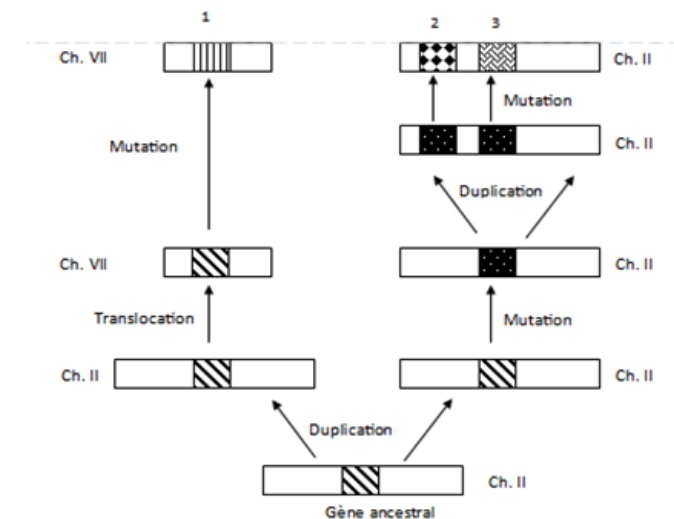 1
2 3
Ch. VII
Ch. II
Mutation
Mutation
Ch. II
Duplication
Ch. VII
Ch. II
Translocation
Mutation
Ch. II
Ch. II
Duplication
Ch. II
Gène ancestral